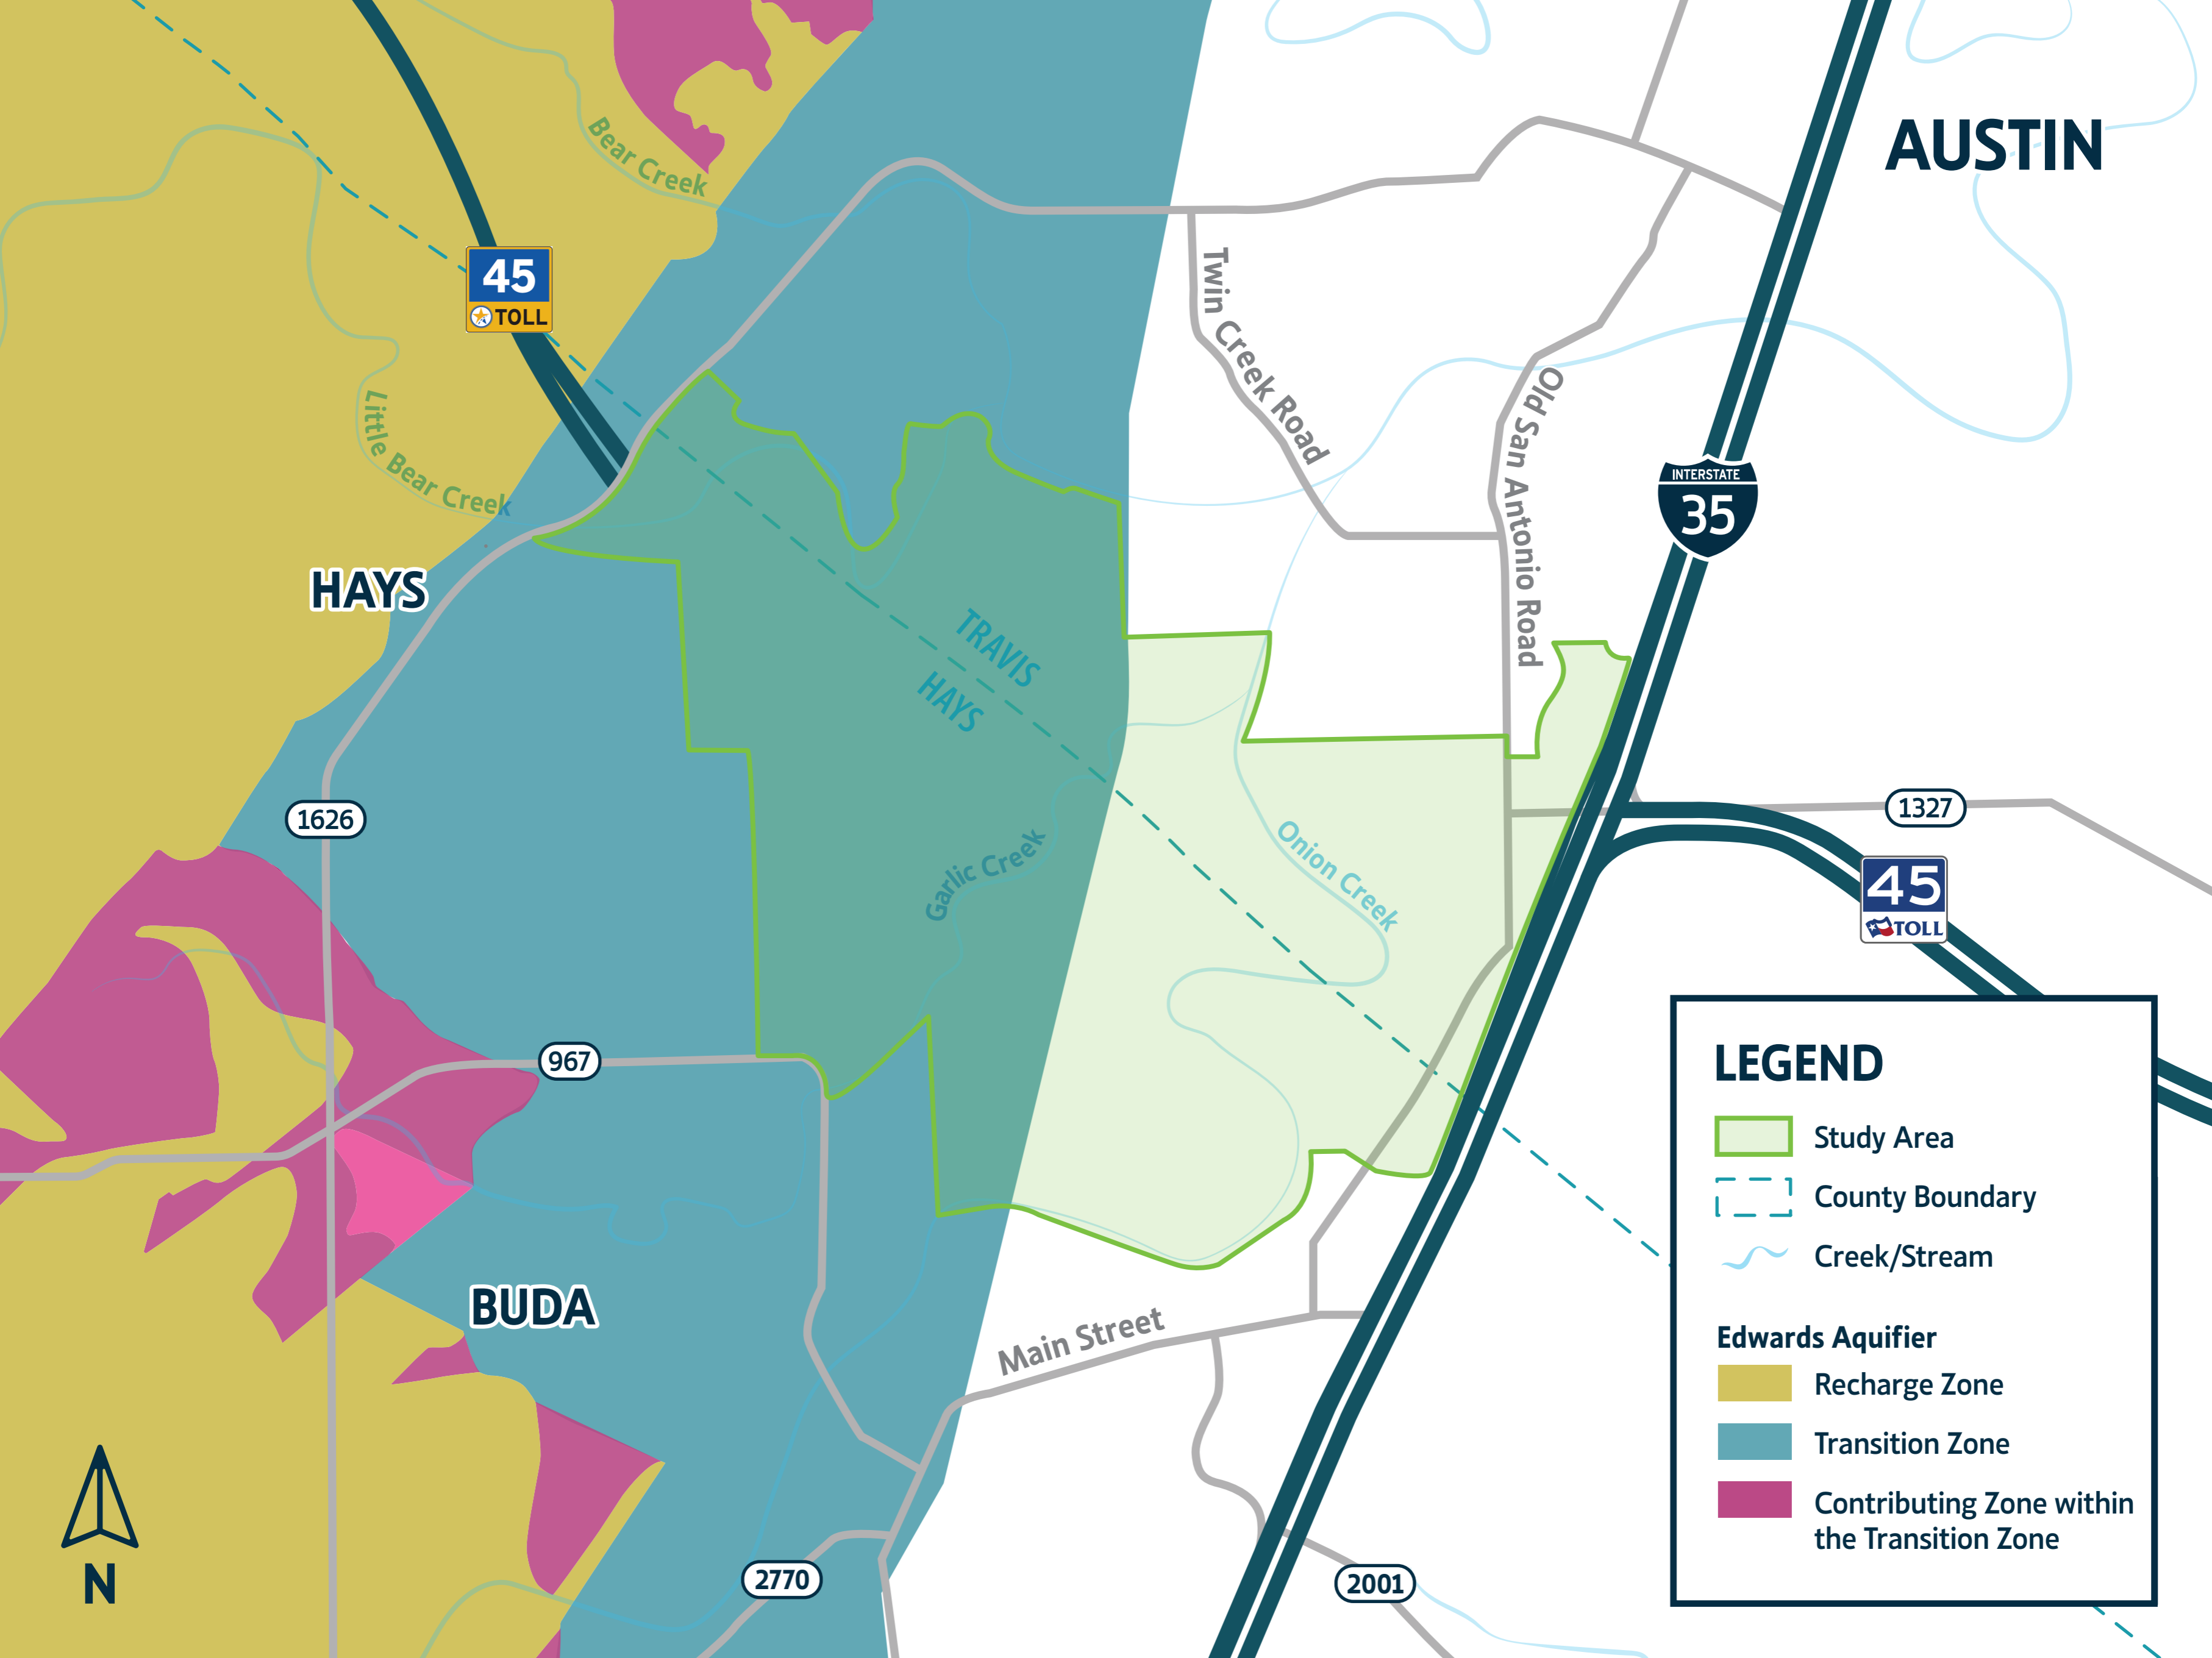 AUSTIN
Bear Creek
45
TOLL
Twin Creek Road
Old San Antonio Road
Little Bear Creek
INTERSTATE
35
HAYS
TRAVIS
HAYS
1626
1327
Onion Creek
Garlic Creek
45
TOLL
967
BUDA
Main Street
2770
2001
N
LEGEND
Study Area
County Boundary
Creek/Stream
Edwards Aquifier
Recharge Zone
Transition Zone
Contributing Zone within
the Transition Zone